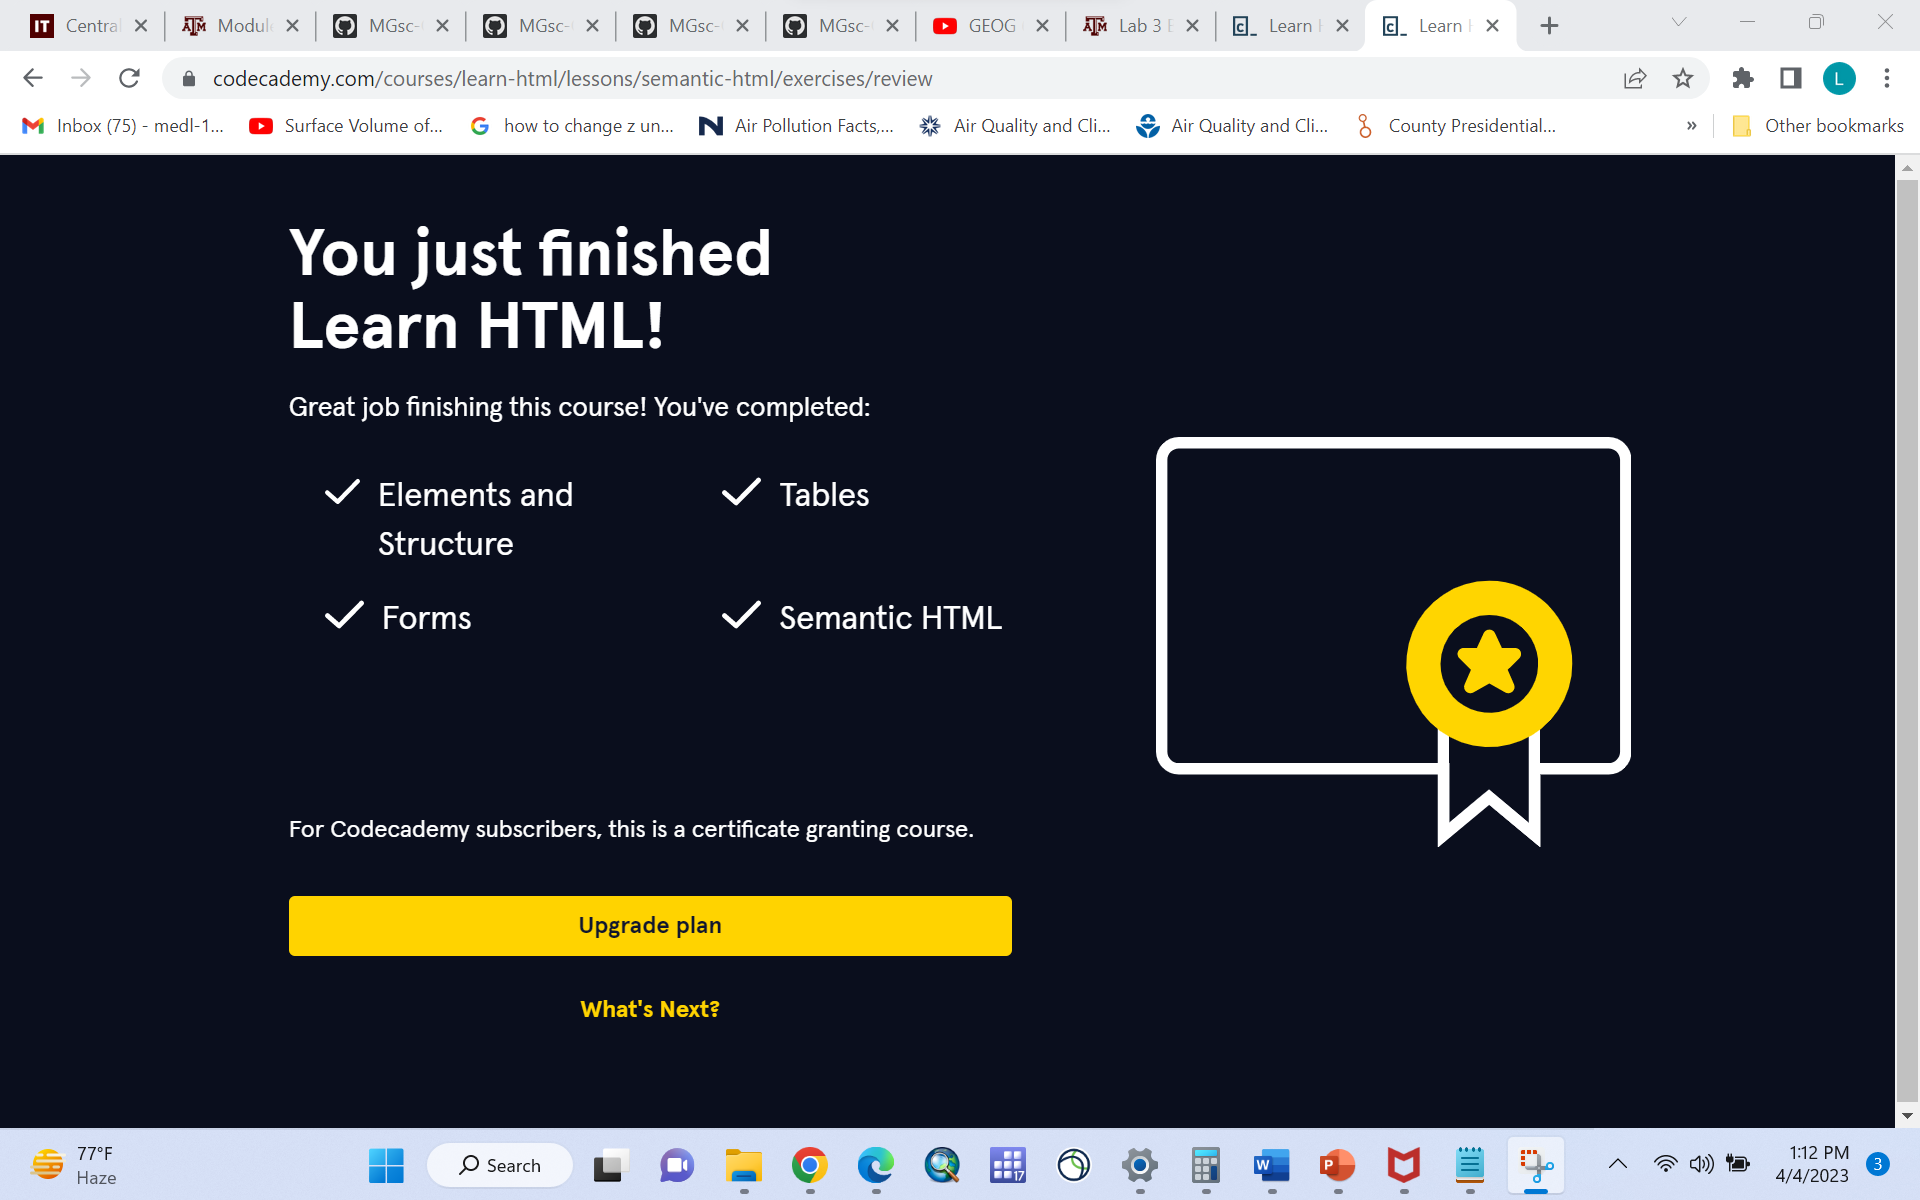 Central
Modul
MGsc-
MGsc-
MGsc-
MGsc-
GEOG
Lab 3 E
Learn
Learn
codecademy.com/courses/learn-html/lessons/semantic-html/exercises/review
L
Inbox (75) - medl-1...
Surface Volume of...
how to change z un...
Air Pollution Facts,...
Air Quality and Cli...
Air Quality and Cli...
County Presidential...
»
Other bookmarks
You just finished
Learn HTML!
Great job finishing this course! You've completed:
Elements and
Structure
Tables
Forms
Semantic HTML
For Codecademy subscribers, this is a certificate granting course.
Upgrade plan
What's Next?
77°F
Haze
Search
17
1:12 PM
4/4/2023
3